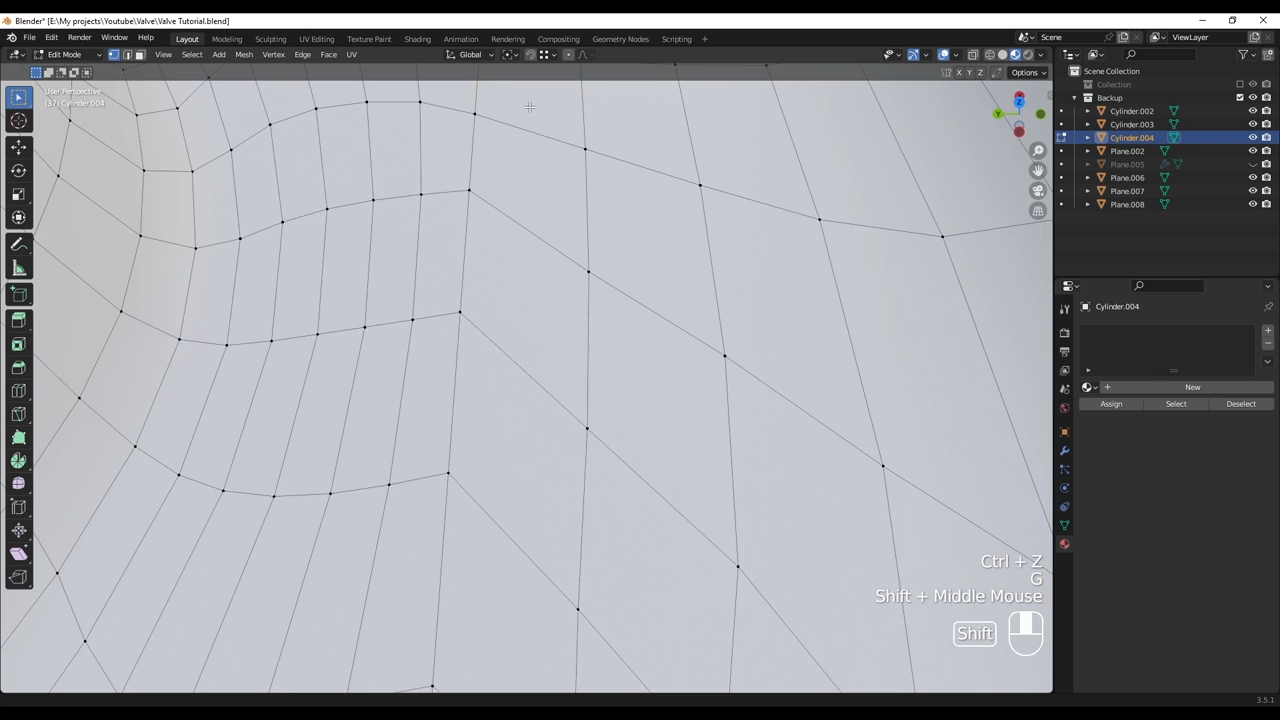 Blender* [E:\My projects\Youtube\Valve\Valve Tutorial.blend]
File Edit Render Window Help Layout Modeling Sculpting UV Editing Texture Paint Shading Animation Rendering Compositing Geometry Nodes Scripting + Scene ViewLayer
Edit Mode View Select Add Mesh Vertex Edge Face UV Global
X Y Z Options
User Perspective
(37) Cylinder.004
Z
Y
Scene Collection
Collection
Backup
Cylinder.002
Cylinder.003
Cylinder.004
Plane.002
Plane.005
Plane.006
Plane.007
Plane.008
Cylinder.004
New
Assign Select Deselect
Ctrl + Z
G
Shift + Middle Mouse
Shift
3.5.1